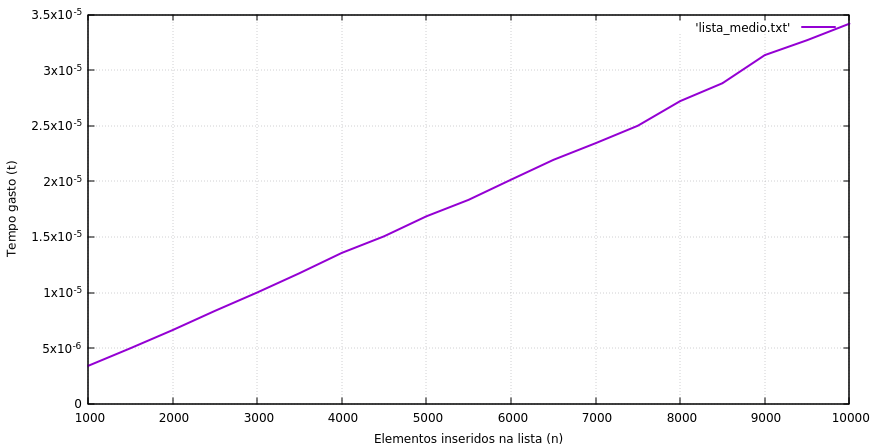 3.5x10-5
'lista_medio.txt'
3x10-5
2.5x10-5
2x10-5
1.5x10-5
1x10-5
5x10-6
0
Tempo gasto (t)
1000 2000 3000 4000 5000 6000 7000 8000 9000 10000
Elementos inseridos na lista (n)